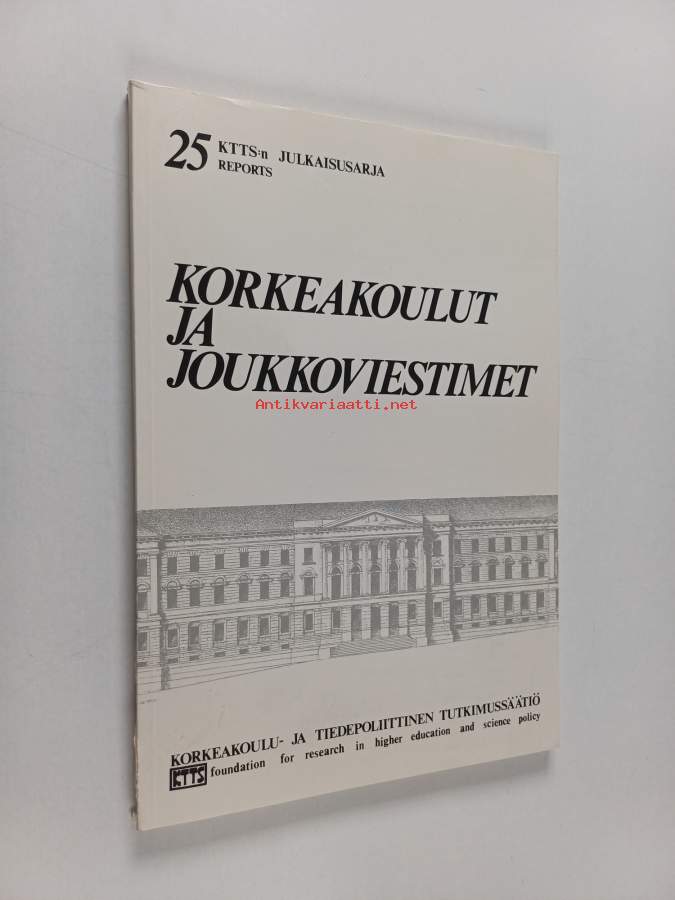 25 KTTS:n JULKAISUSARJA
REPORTS
KORKEAKOULUT
JA
JOUKKOVIESTIMET
Antikvariaatti.net
KORKEAKOULU- JA TIEDEPOLIITTINEN TUTKIMUSSÄÄTIÖ
KTTS foundation for research in higher education and science policy